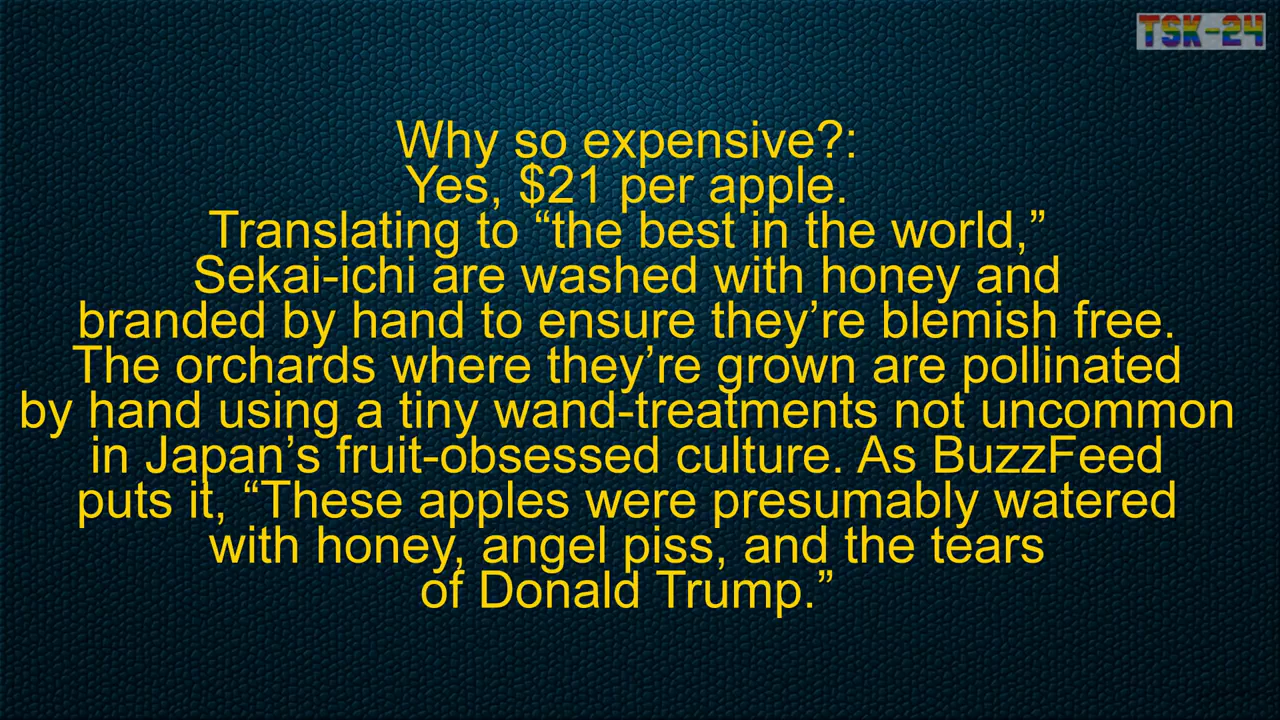 TSK-24
Why so expensive?:
Yes, $21 per apple.
Translating to “the best in the world,”
Sekai-ichi are washed with honey and
branded by hand to ensure they’re blemish free.
The orchards where they’re grown are pollinated
by hand using a tiny wand-treatments not uncommon
in Japan’s fruit-obsessed culture. As BuzzFeed
puts it, “These apples were presumably watered
with honey, angel piss, and the tears
of Donald Trump.”